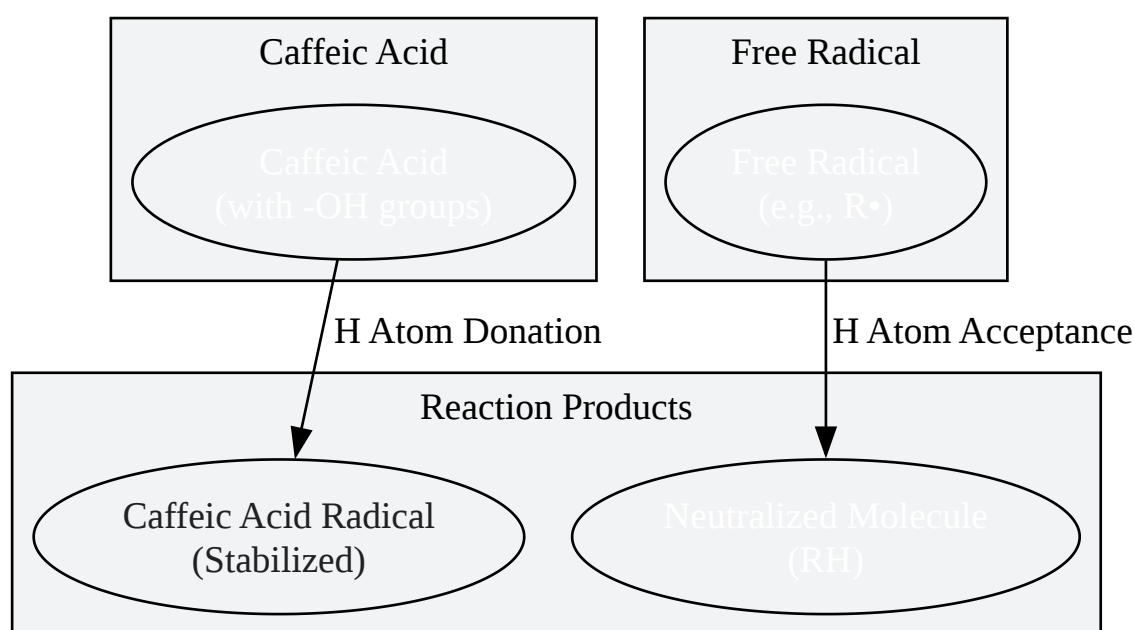 Caffeic Acid
Free Radical
Caffeic Acid
(with -OH groups)
Free Radical
(e.g., R•)
H Atom Donation
H Atom Acceptance
Reaction Products
Caffeic Acid Radical
(Stabilized)
Neutralized Molecule
(RH)